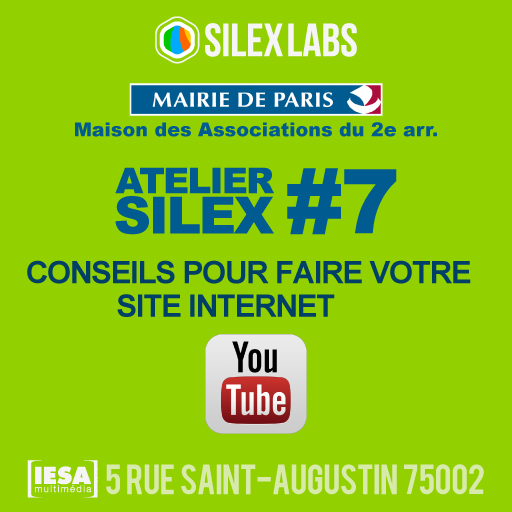 SILEX LABS
MAIRIE DE PARIS
Maison des Associations du 2e arr.
ATELIER
SILEX #7
CONSEILS POUR FAIRE VOTRE
SITE INTERNET
You
Tube
IESA
multimédia
5 RUE SAINT-AUGUSTIN 75002